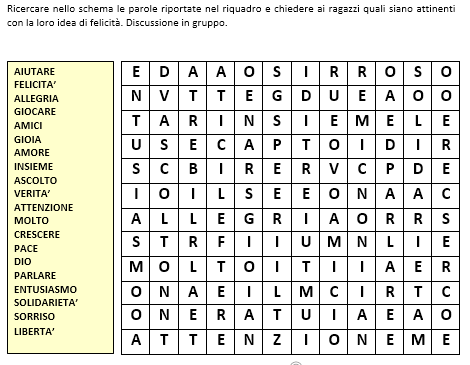 Ricercare nello schema le parole riportate nel riquadro e chiedere ai ragazzi quali siano attinenti
con la loro idea di felicità. Discussione in gruppo.
AIUTARE
FELICITA'
ALLEGRIA
GIOCARE
AMICI
GIOIA
AMORE
INSIEME
ASCOLTO
VERITA'
ATTENZIONE
MOLTO
CRESCERE
PACE
DIO
PARLARE
ENTUSIASMO
SOLIDARIETA'
SORRISO
LIBERTA'
E D A A O S I R R O S O
N V T T E G D U E A O O
T A R I N S I E M E L E
U S E C A P T O I D I R
S C B I R E R V C P D E
I O I L S E E O N A A C
A L L E G R I A O R R S
S T R F I I U M N L I E
M O L T O I T I I A E R
O N A E I L M C I R T C
O N E R A T U I A E A O
A T T E N Z I O N E M E